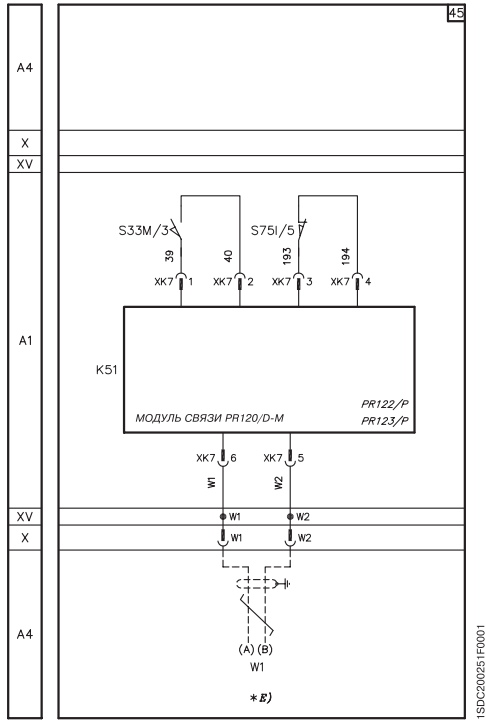 45
A4
X
XV
S33M/3 S75I/5
39 40 193 194
XK7 1 XK7 2 XK7 3 XK7 4
A1
K51
PR122/P
МОДУЛЬ СВЯЗИ PR120/D-M PR123/P
XK7 6 XK7 5
W1 W2
XV W1 W2
X W1 W2
A4
(A) (B)
W1
* E)
1SDC200251F0001